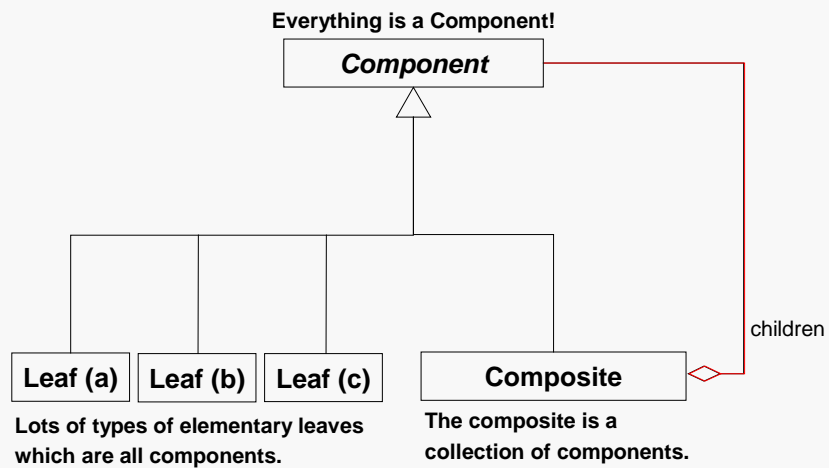 Everything is a Component!
Component
children
Leaf (a)
Leaf (b)
Leaf (c)
Composite
Lots of types of elementary leaves
which are all components.
The composite is a
collection of components.